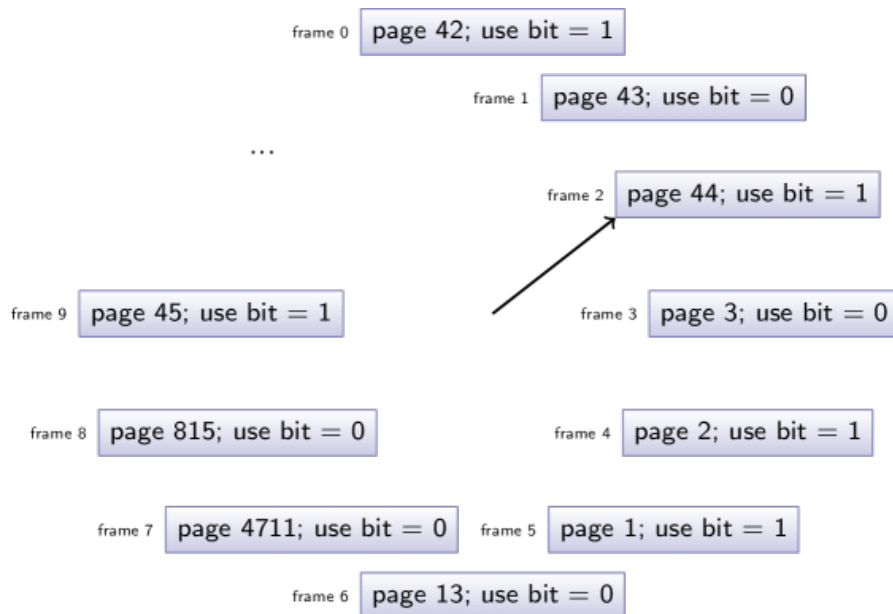 frame 0 page 42; use bit = 1
frame 1 page 43; use bit = 0
...
frame 2 page 44; use bit = 1
frame 9 page 45; use bit = 1
frame 3 page 3; use bit = 0
frame 8 page 815; use bit = 0
frame 4 page 2; use bit = 1
frame 7 page 4711; use bit = 0
frame 5 page 1; use bit = 1
frame 6 page 13; use bit = 0